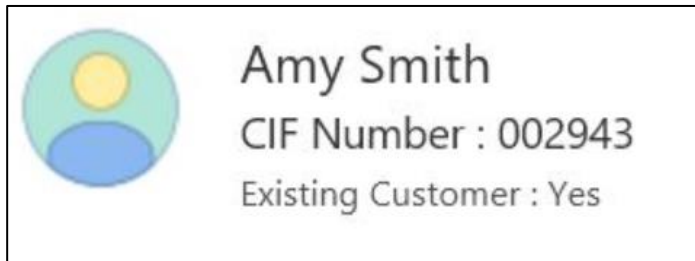 Amy Smith
CIF Number : 002943
Existing Customer : Yes